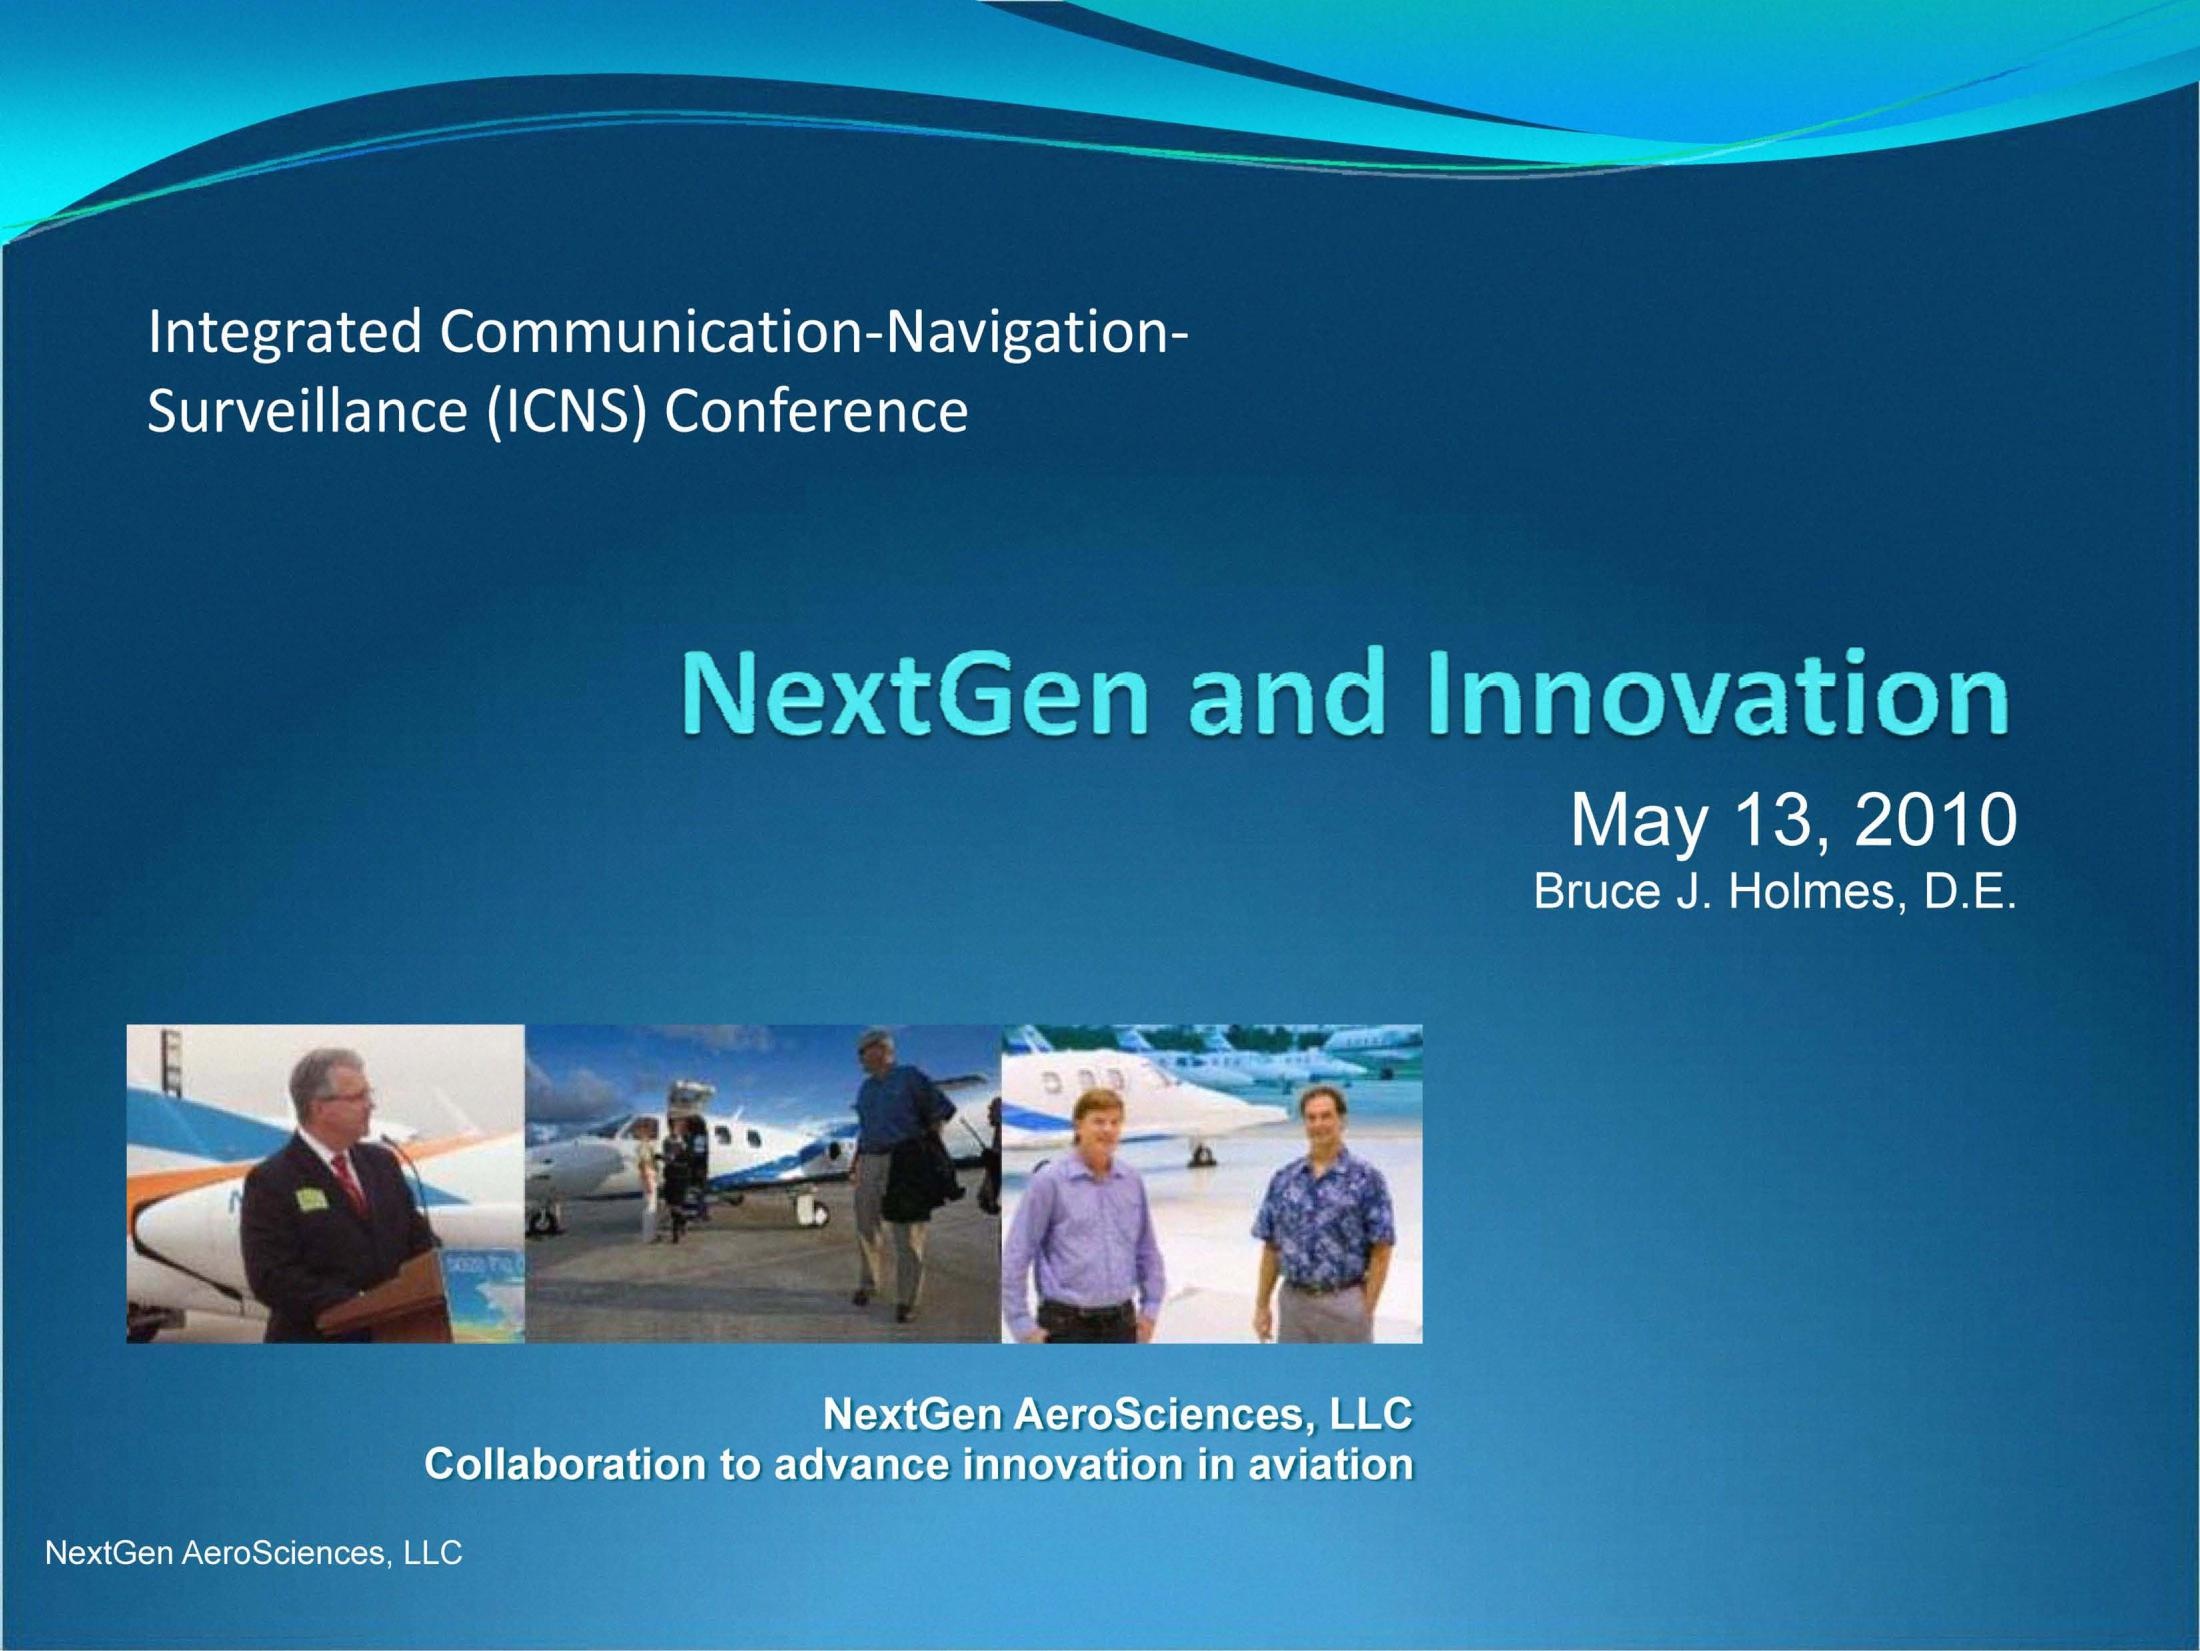 Integrated Communication-Navigation-
Surveillance (ICNS) Conference
NextGen and Innovation
May 13, 2010
Bruce J. Holmes, D.E.
NextGen AeroSciences, LLC
Collaboration to advance innovation in aviation
NextGen AeroSciences, LLC